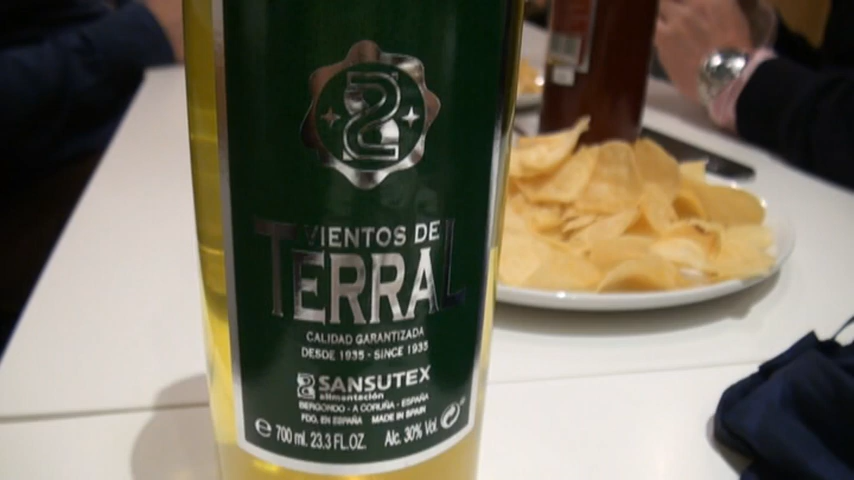 VIENTOS DE
TERRAL
CALIDAD GARANTIZADA
DESDE 1935 - SINCE 1935
SANSUTEX
alimentación
BERGONDO - A CORUÑA - ESPAÑA
FDO. EN ESPAÑA MADE IN SPAIN
e 700 ml. 23.3 FL.OZ. Alc. 30% Vol.